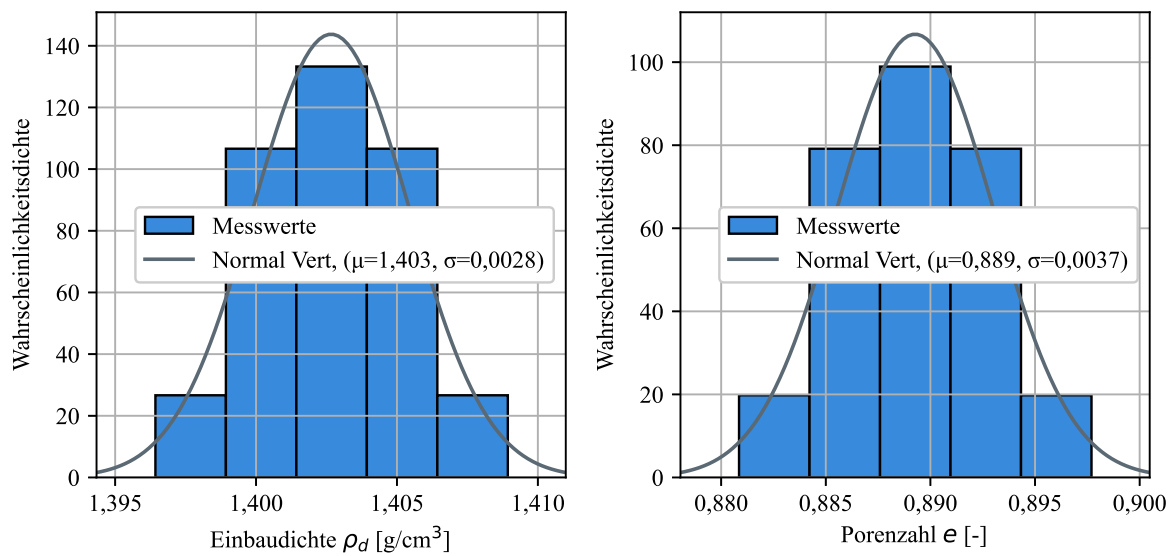 Wahrscheinlichkeitsdichte
140
120
100
80
60
40
20
0
Messwerte
Normal Vert, (μ=1,403, σ=0,0028)
1,395
1,400
1,405
1,410
Einbaudichte ρd [g/cm³]
Wahrscheinlichkeitsdichte
100
80
60
40
20
0
Messwerte
Normal Vert, (μ=0,889, σ=0,0037)
0,880
0,885
0,890
0,895
0,900
Porenzahl e [-]